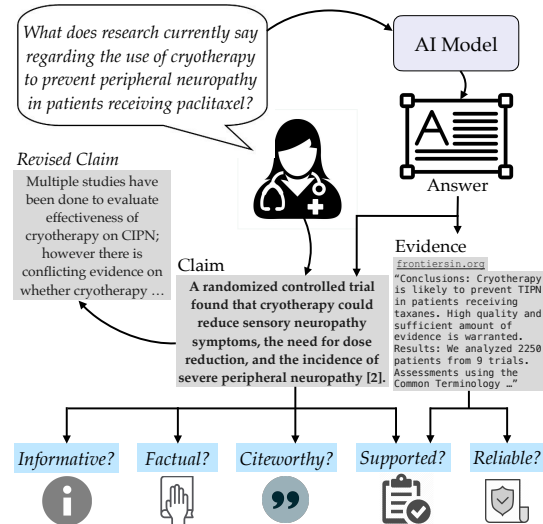 What does research currently say
regarding the use of cryotherapy
to prevent peripheral neuropathy
in patients receiving paclitaxel?
AI Model
A
Answer
Revised Claim
Multiple studies have
been done to evaluate
effectiveness of
cryotherapy on CIPN;
however there is
conflicting evidence on
whether cryotherapy …
Claim
A randomized controlled trial
found that cryotherapy could
reduce sensory neuropathy
symptoms, the need for dose
reduction, and the incidence of
severe peripheral neuropathy [2].
Evidence
frontiersin.org
“Conclusions: Cryotherapy
is likely to prevent TIPN
in patients receiving
taxanes. High quality and
sufficient amount of
evidence is warranted.
Results: We analyzed 2250
patients from 9 trials.
Assessments using the
Common Terminology …”
Informative?
Factual?
Citeworthy?
Supported?
Reliable?